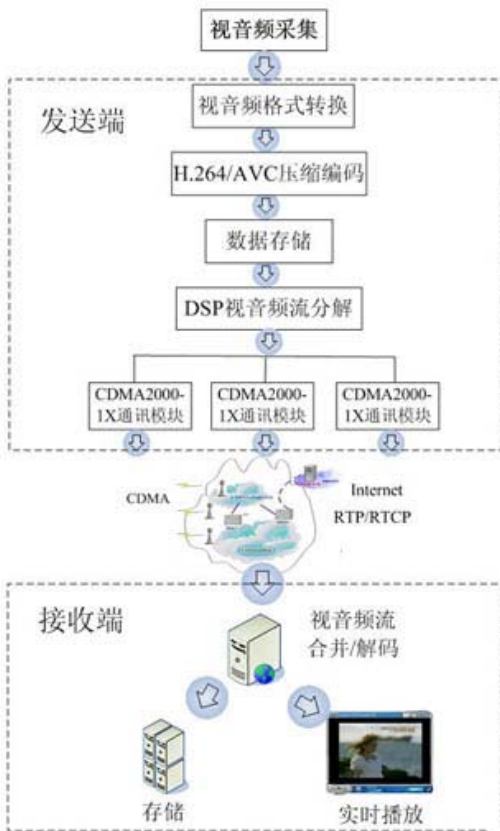 视音频采集
发送端
视音频格式转换
H.264/AVC压缩编码
数据存储
DSP视音频流分解
CDMA2000-
1X通讯模块
CDMA2000-
1X通讯模块
CDMA2000-
1X通讯模块
CDMA
Internet
RTP/RTCP
接收端
视音频流
合并/解码
存储
实时播放